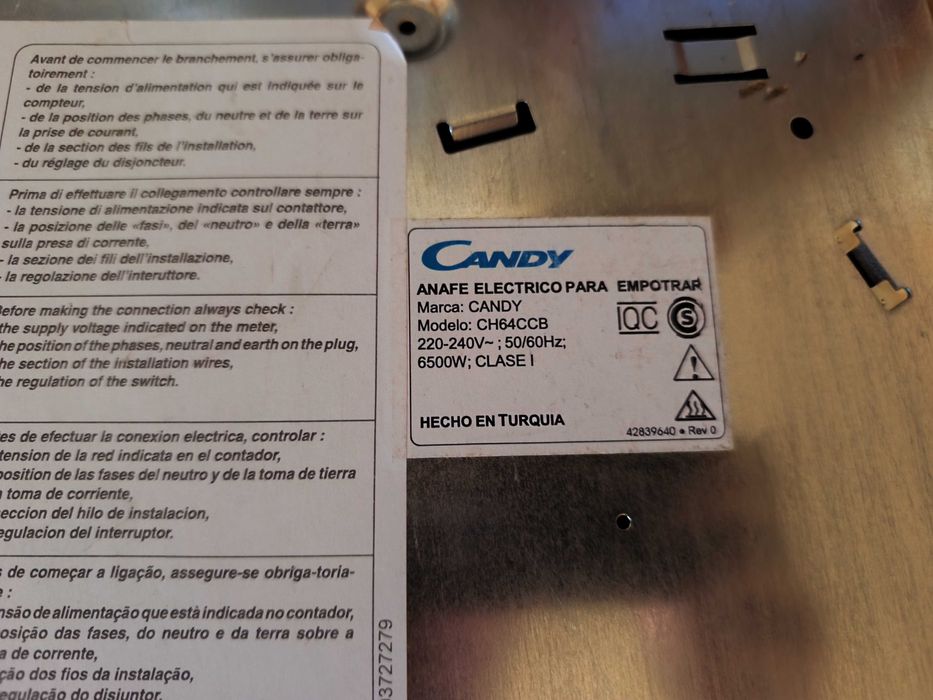 Avant de commencer le branchement, s'assurer obliga-
toirement :
- de la tension d'alimentation qui est indiquée sur le
compteur,
- de la position des phases, du neutre et de la terre sur
la prise de courant,
- de la section des fils de l'installation,
- du réglage du disjoncteur.
Prima di effettuare il collegamento controllare sempre :
- la tensione di alimentazione indicata sul contattore,
- la posizione delle «fasi», del «neutro» e della «terra»
sulla presa di corrente,
- la sezione dei fili dell'installazione,
- la regolazione dell'interuttore.
Before making the connection always check :
the supply voltage indicated on the meter,
the position of the phases, neutral and earth on the plug,
the section of the installation wires,
the regulation of the switch.
es de efectuar la conexion electrica, controlar :
tension de la red indicata en el contador,
position de las fases del neutro y de la toma de tierra
toma de corriente,
eccion del hilo de instalacion,
egulacion del interruptor.
s de começar a ligação, assegure-se obriga-toria-
e :
nsão de alimentação que està indicada no contador,
osição das fases, do neutro e da terra sobre a
a de corrente,
ção dos fios da instalação,
egulação do disjuntor.
3727279
CANDY
ANAFE ELECTRICO PARA EMPOTRAR
Marca: CANDY
Modelo: CH64CCB
220-240V~ ; 50/60Hz;
6500W; CLASE I
IQC S
HECHO EN TURQUIA
42839640 • Rev 0